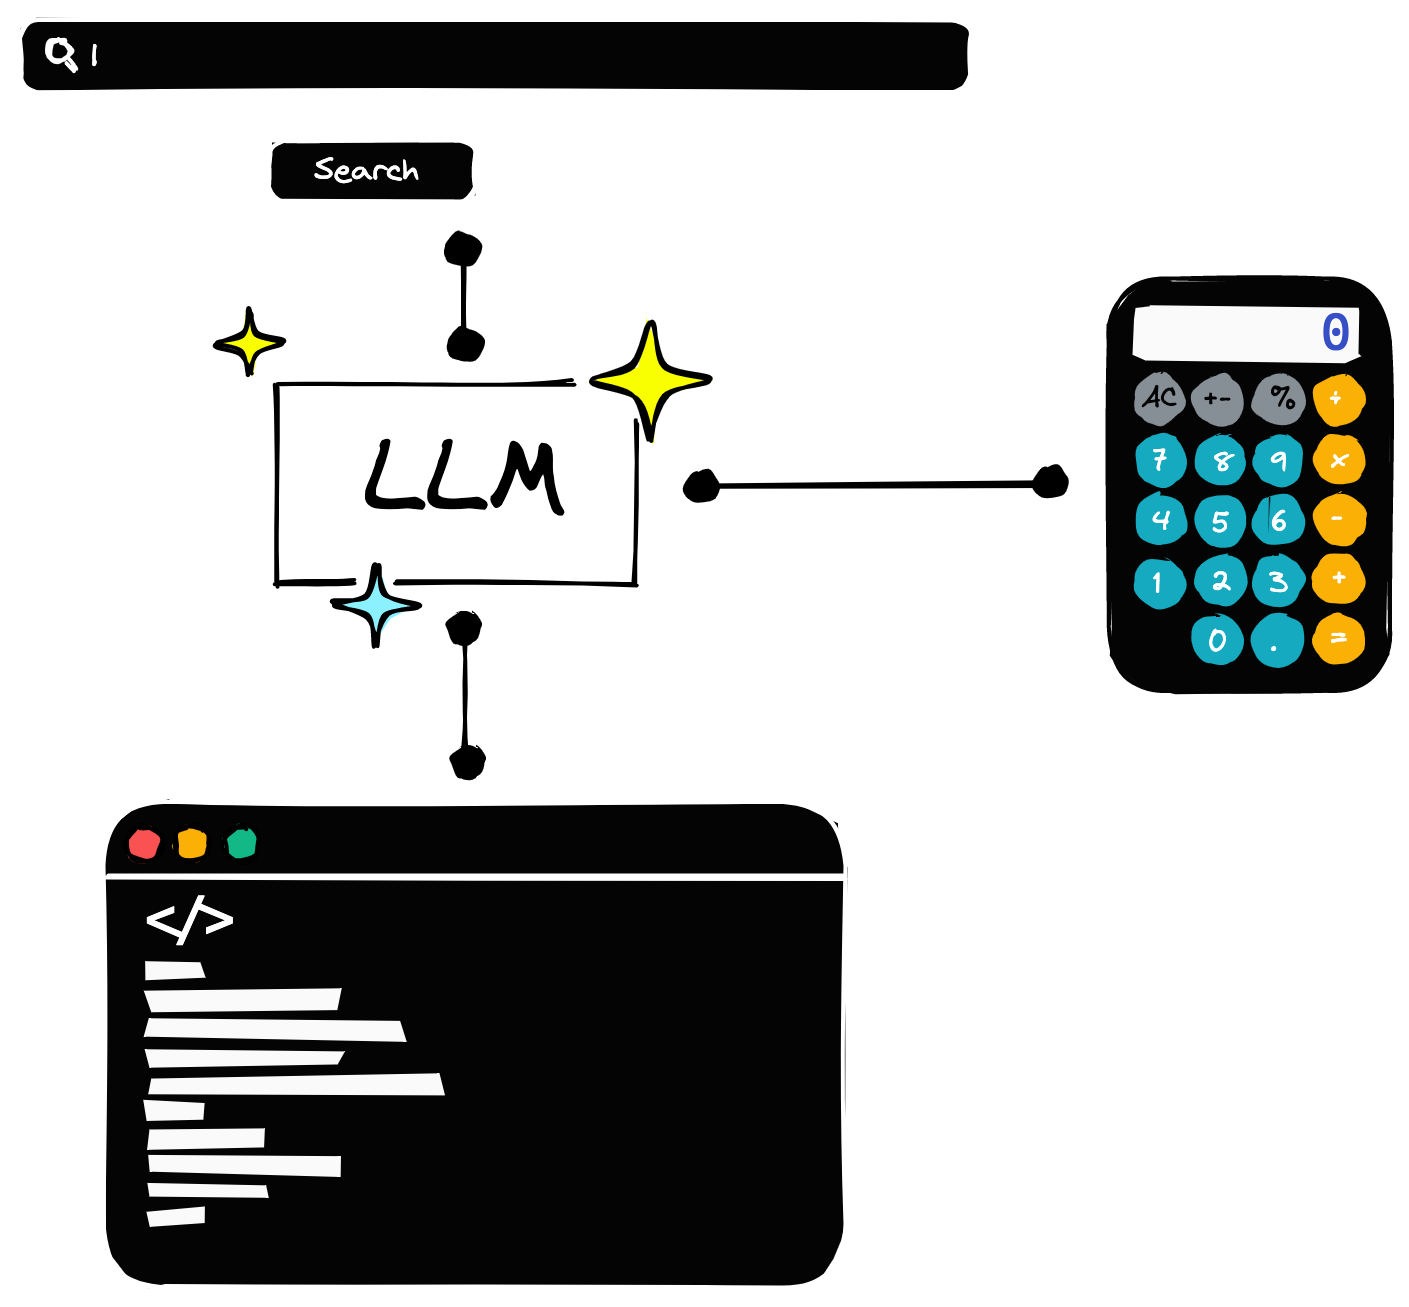 Search
LLM
0
AC +- % ÷
7 8 9 ×
4 5 6 -
1 2 3 +
0 . =
</>